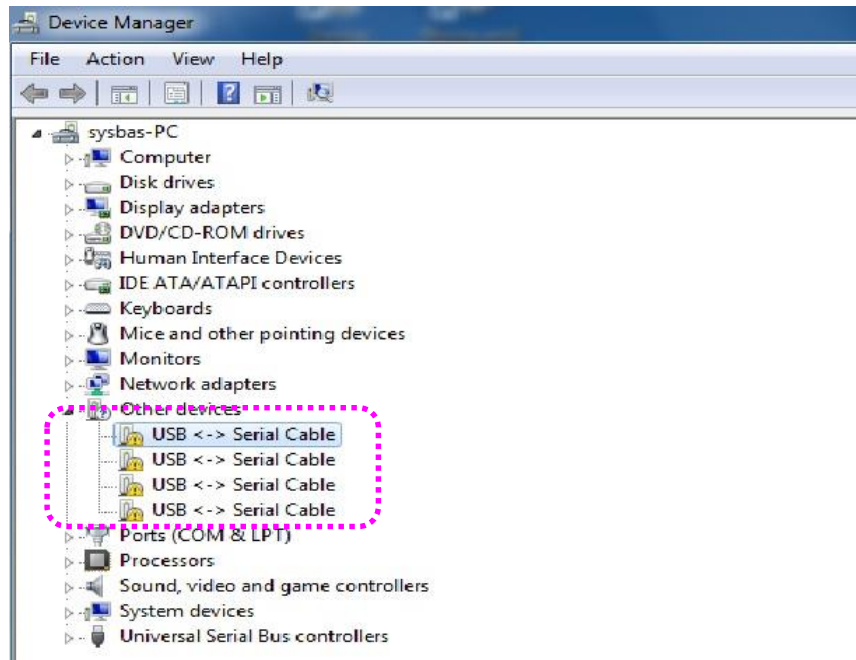 Device Manager
File Action View Help
sysbas-PC
Computer
Disk drives
Display adapters
DVD/CD-ROM drives
Human Interface Devices
IDE ATA/ATAPI controllers
Keyboards
Mice and other pointing devices
Monitors
Network adapters
Other devices
USB <-> Serial Cable
USB <-> Serial Cable
USB <-> Serial Cable
USB <-> Serial Cable
Ports (COM & LPT)
Processors
Sound, video and game controllers
System devices
Universal Serial Bus controllers